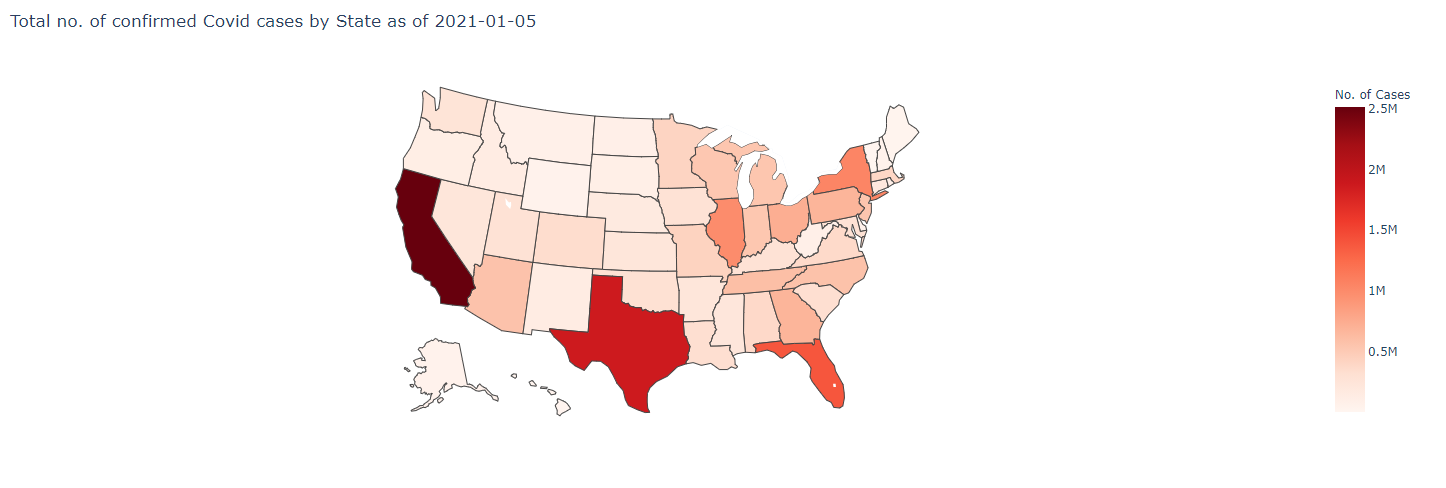 Total no. of confirmed Covid cases by State as of 2021-01-05
No. of Cases
2.5M
2M
1.5M
1M
0.5M